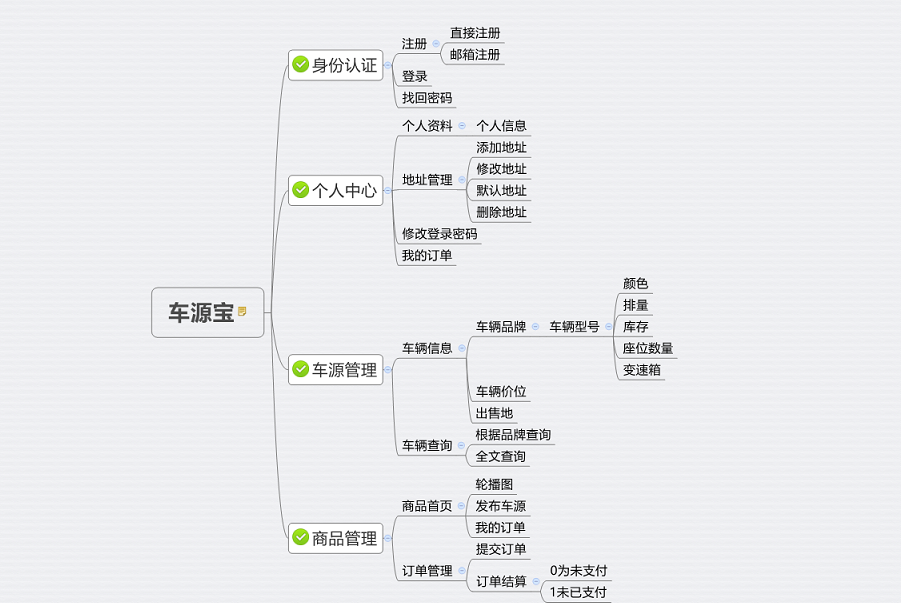 车源宝
身份认证
注册
直接注册
邮箱注册
登录
找回密码
个人中心
个人资料
个人信息
地址管理
添加地址
修改地址
默认地址
删除地址
修改登录密码
我的订单
车源管理
车辆信息
车辆品牌
车辆型号
颜色
排量
库存
座位数量
变速箱
车辆价位
出售地
车辆查询
根据品牌查询
全文查询
商品管理
商品首页
轮播图
发布车源
我的订单
订单管理
提交订单
订单结算
0为未支付
1未已支付